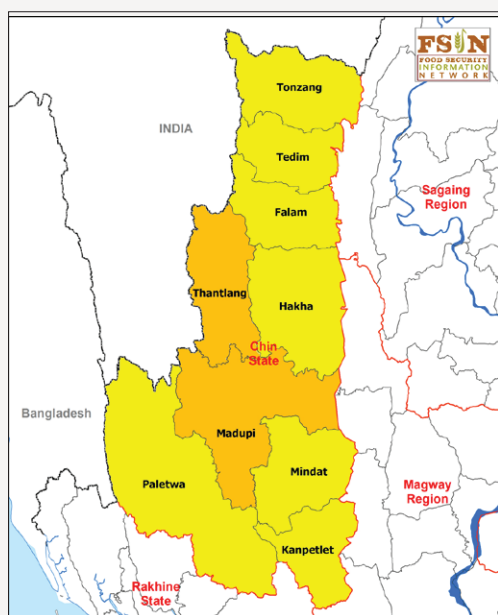 FSIN
FOOD SECURITY
INFORMATION
NETWORK
Tonzang
INDIA
Tedim
Sagaing
Region
Falam
Thantlang
Hakha
Chin
State
Bangladesh
Madupi
Paletwa
Mindat
Magway
Region
Kanpetlet
Rakhine
State